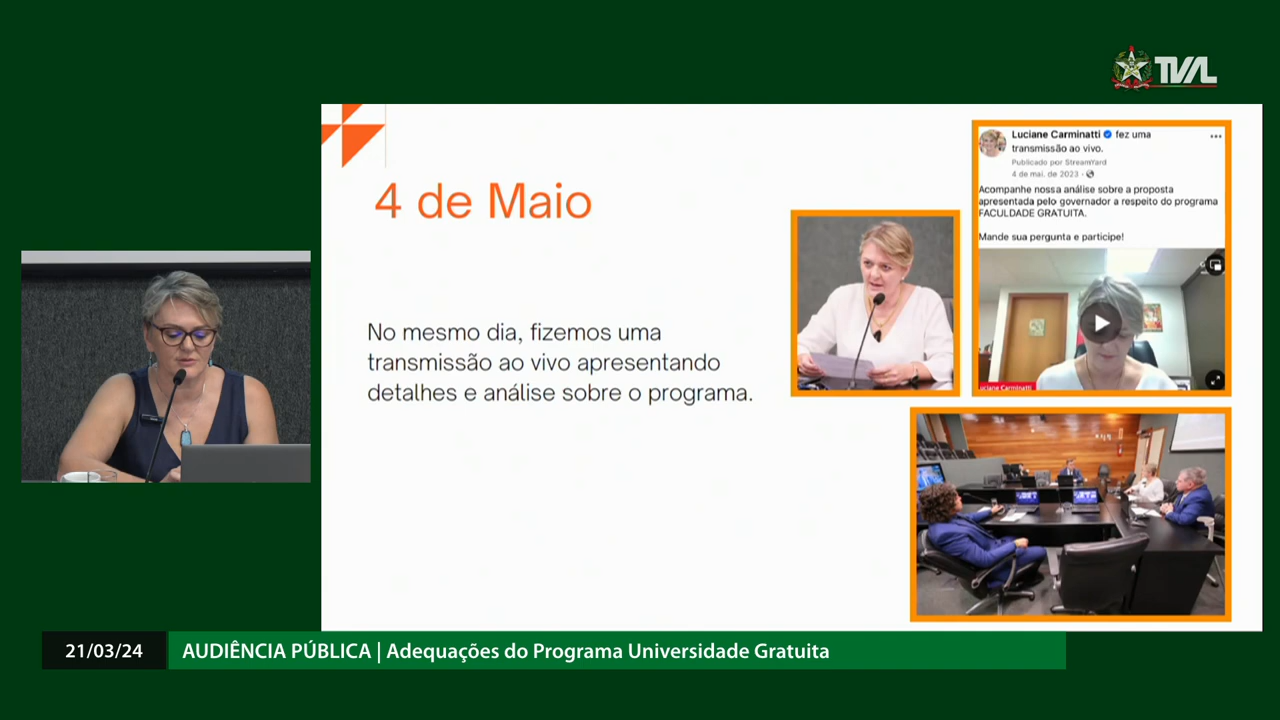 TVAL
4 de Maio
No mesmo dia, fizemos uma
transmissão ao vivo apresentando
detalhes e análise sobre o programa.
Luciane Carminatti fez uma
transmissão ao vivo.
Publicado por StreamYard
4 de mai. de 2023 ·
Acompanhe nossa análise sobre a proposta
apresentada pelo governador a respeito do programa
FACULDADE GRATUITA.
Mande sua pergunta e participe!
uciane Carminatti
21/03/24
AUDIÊNCIA PÚBLICA | Adequações do Programa Universidade Gratuita